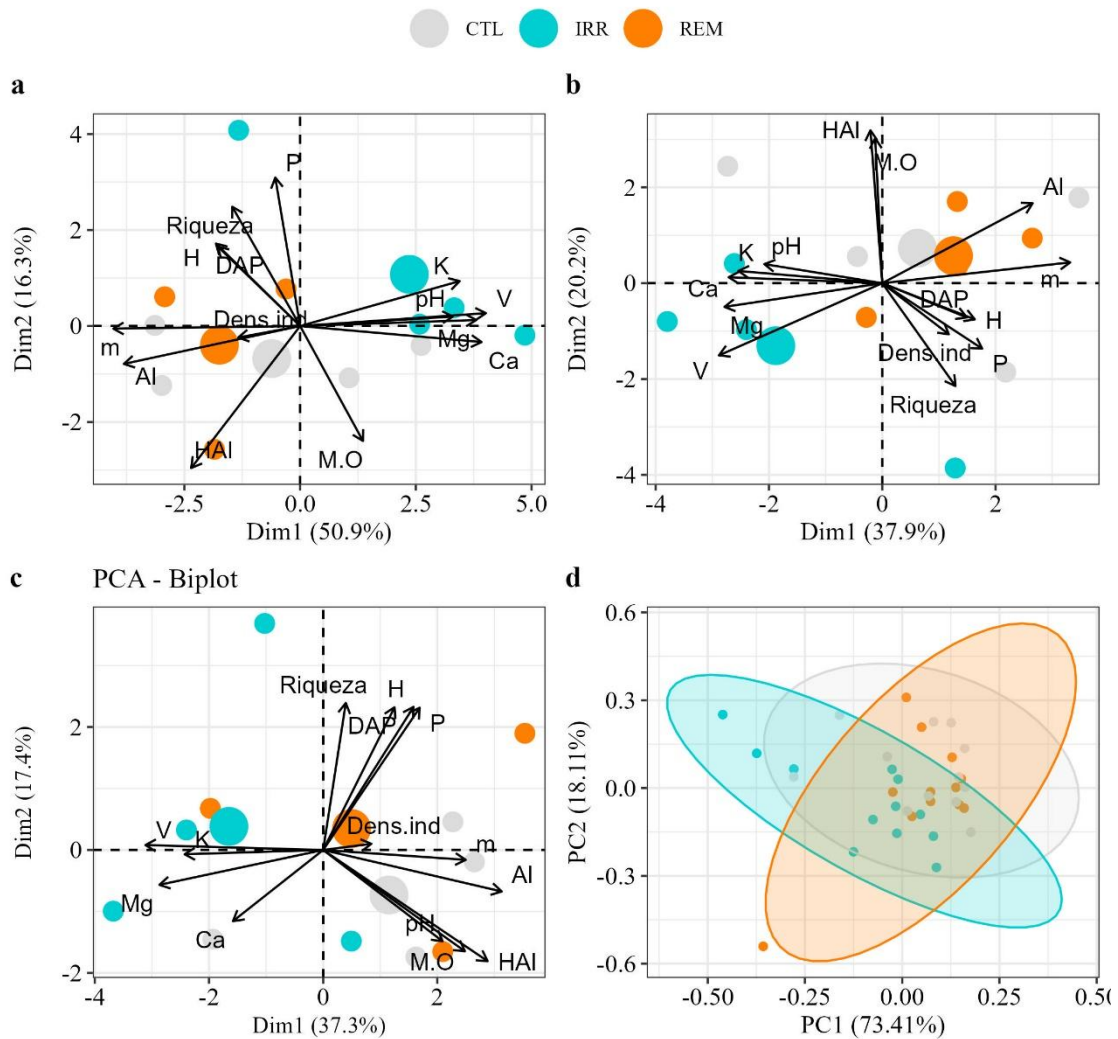 CTL IRR REM
a
4
2
0
-2
-2.5 0.0 2.5 5.0
Dim2 (16.3%)
Dim1 (50.9%)
P
Riqueza
H
DAP
K
pH
V
Dens.ind
m
Mg
Al
Ca
HAl
M.O
b
2
0
-2
-4
-4 -2 0 2
Dim2 (20.2%)
Dim1 (37.9%)
HAl
M.O
Al
pH
K
m
Ca
DAP
H
Mg
Dens.ind
V
P
Riqueza
c PCA - Biplot
2
0
-2
-4 -2 0 2
Dim2 (17.4%)
Dim1 (37.3%)
Riqueza
H
DAP
P
Dens.ind
V
K
m
Al
Mg
Ca
pH
M.O
HAl
d
0.6
0.3
0.0
-0.3
-0.6
-0.50 -0.25 0.00 0.25 0.50
PC2 (18.11%)
PC1 (73.41%)